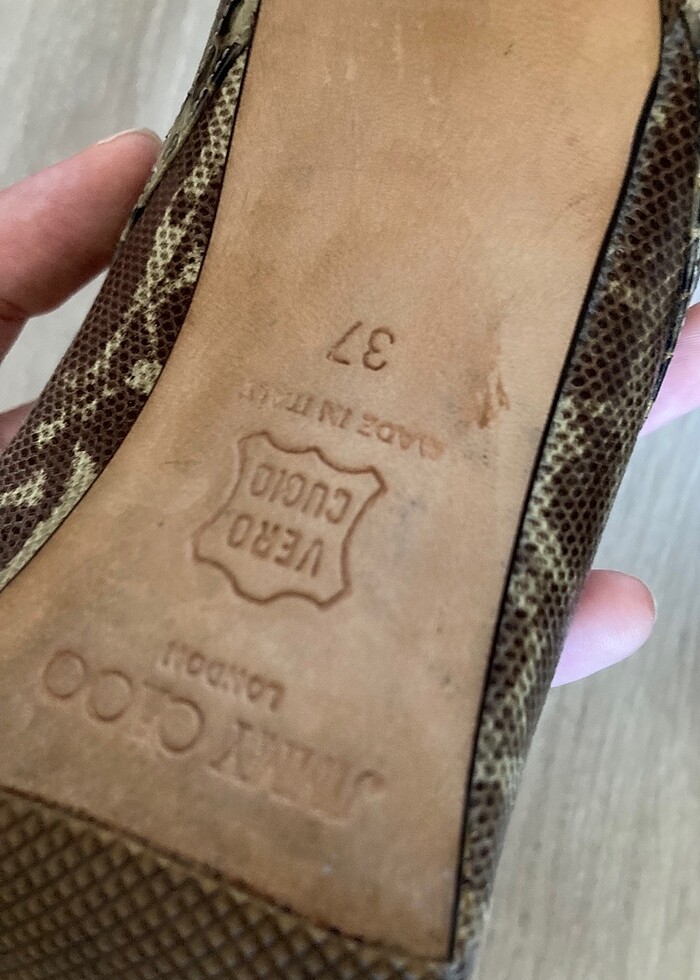 JIMMY CHOO
LONDON
VERO
CUOIO
MADE IN ITALY
37